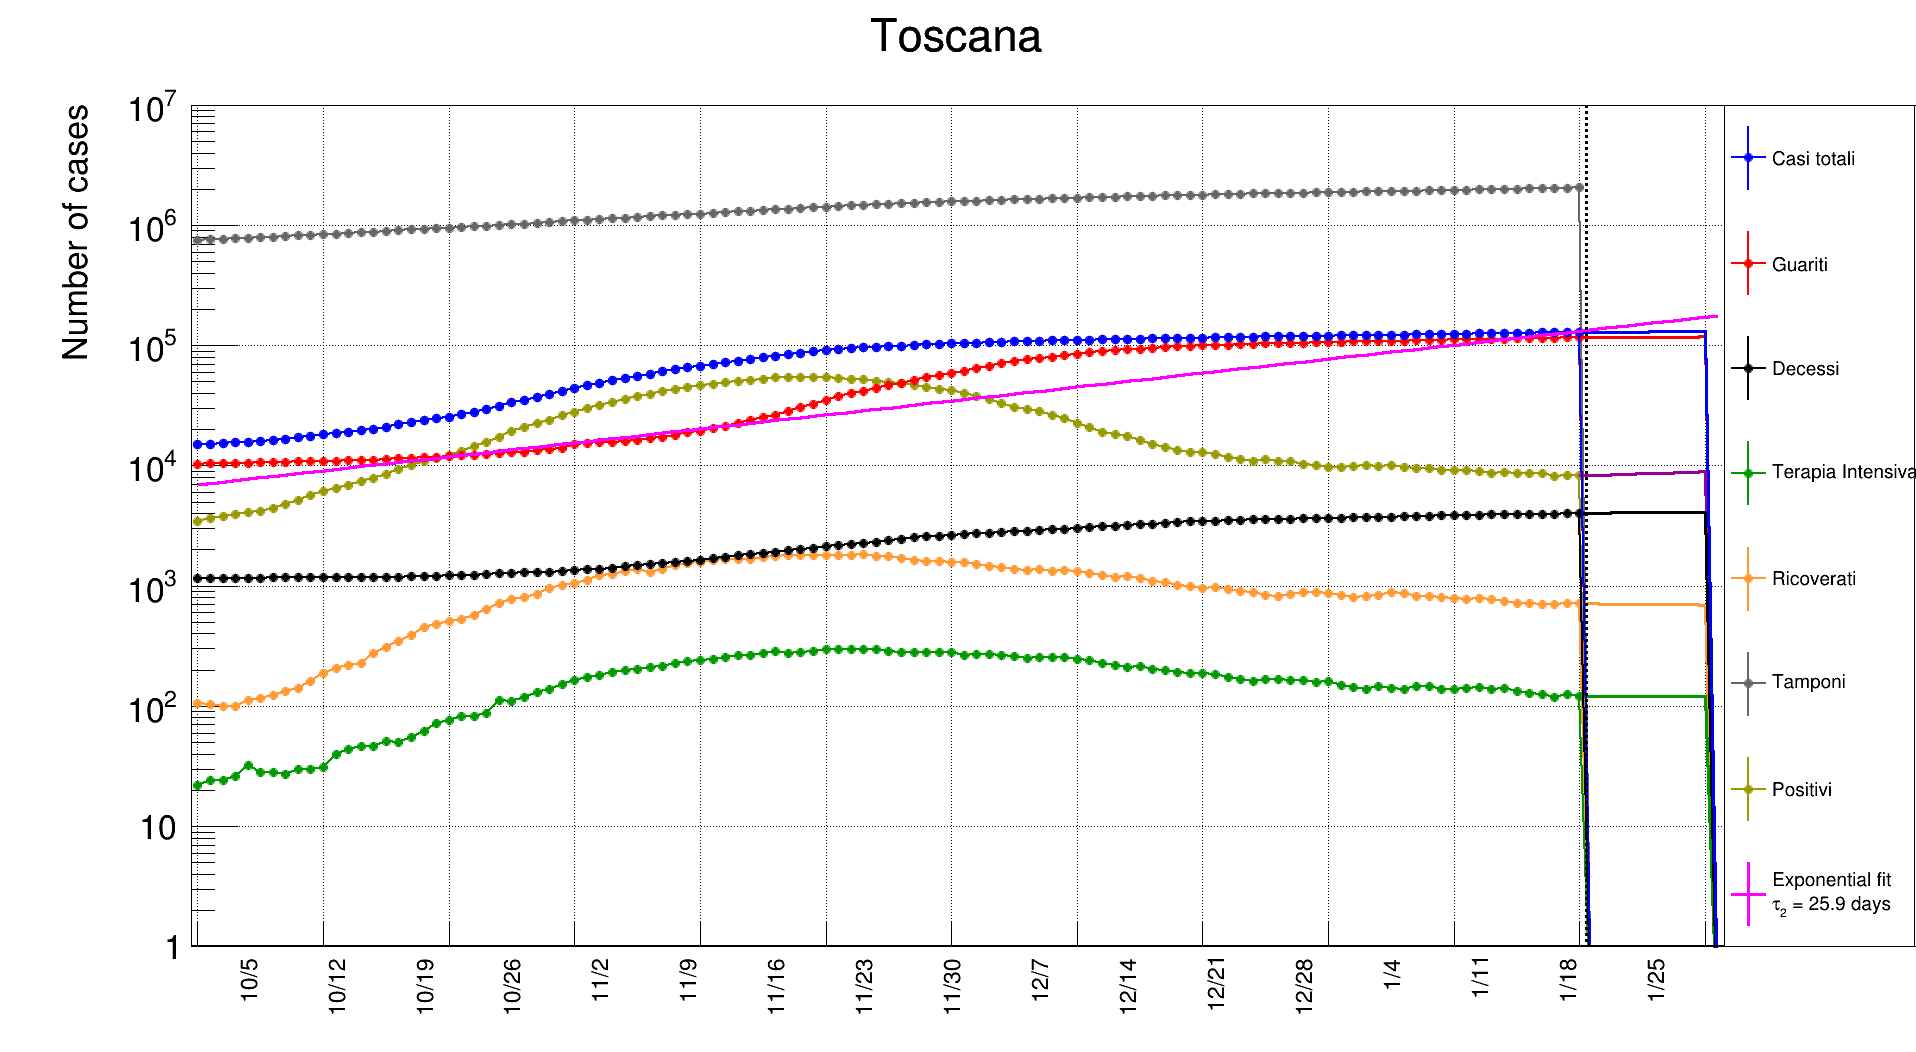 Toscana
Number of cases
10^7
10^6
10^5
10^4
10^3
10^2
10
1
10/5
10/12
10/19
10/26
11/2
11/9
11/16
11/23
11/30
12/7
12/14
12/21
12/28
1/4
1/11
1/18
1/25
Casi totali
Guariti
Decessi
Terapia Intensiva
Ricoverati
Tamponi
Positivi
Exponential fit
τ₂ = 25.9 days